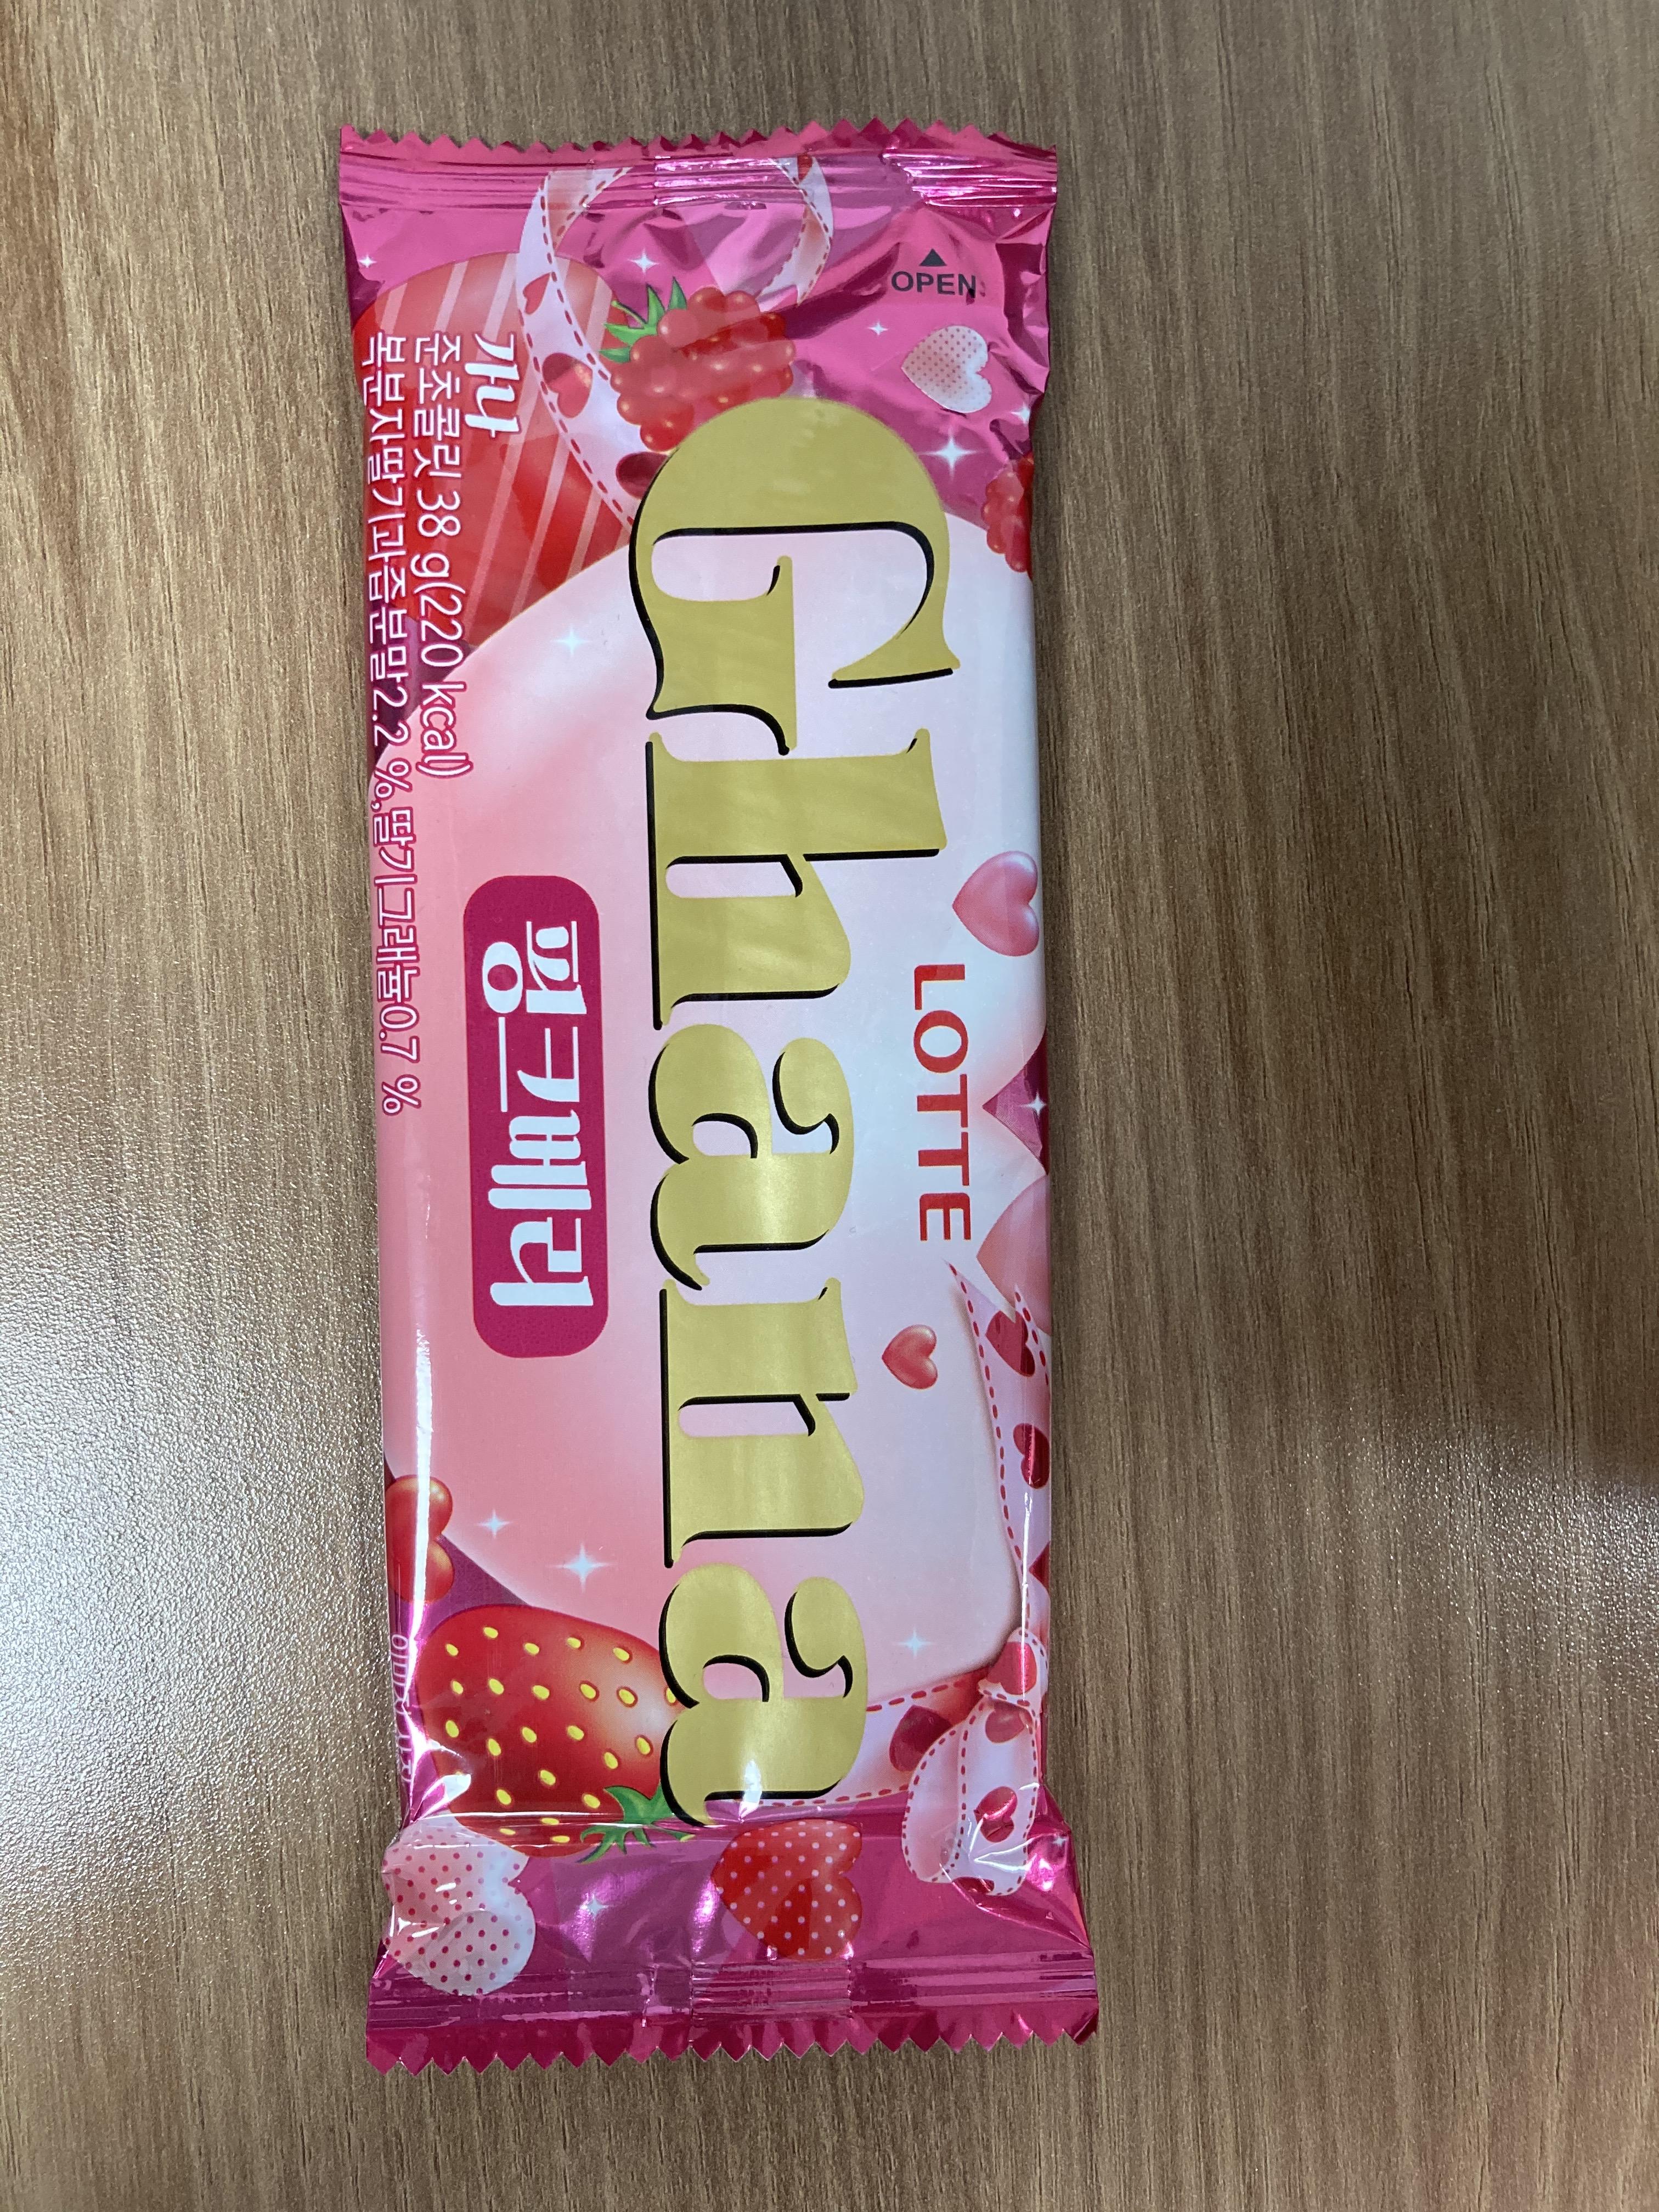 OPEN
LOTTE
Ghana
핑크베리
가나
준초콜릿 38 g(220 kcal)
복분자딸기과즙분말2.2 %,딸기그래놀0.7 %